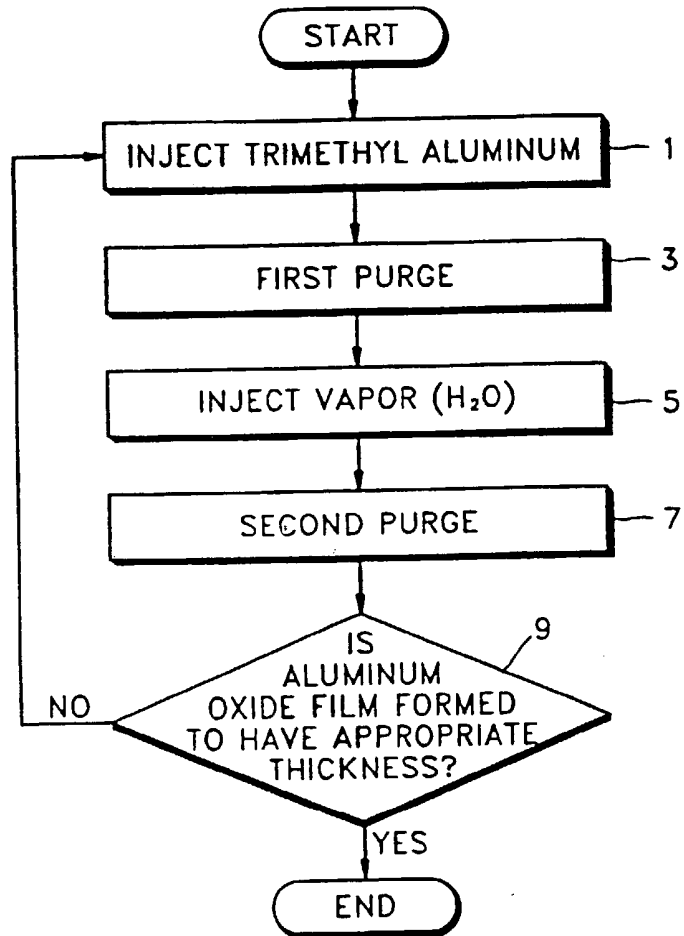 START
INJECT TRIMETHYL ALUMINUM
1
FIRST PURGE
3
INJECT VAPOR (H₂O)
5
SECOND PURGE
7
9
IS
ALUMINUM
OXIDE FILM FORMED
TO HAVE APPROPRIATE
THICKNESS?
NO
YES
END